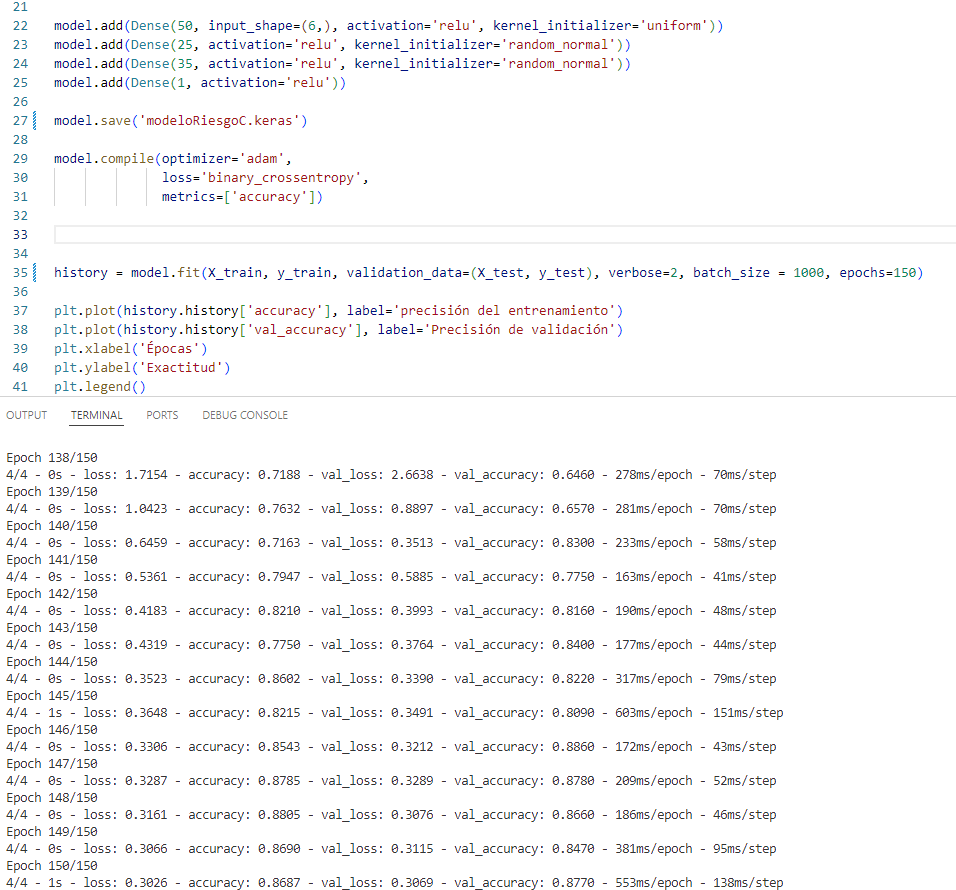 21
22 model.add(Dense(50, input_shape=(6,), activation='relu', kernel_initializer='uniform'))
23 model.add(Dense(25, activation='relu', kernel_initializer='random_normal'))
24 model.add(Dense(35, activation='relu', kernel_initializer='random_normal'))
25 model.add(Dense(1, activation='relu'))
26
27 model.save('modeloRiesgoC.keras')
28
29 model.compile(optimizer='adam',
30 loss='binary_crossentropy',
31 metrics=['accuracy'])
32
33
34
35 history = model.fit(X_train, y_train, validation_data=(X_test, y_test), verbose=2, batch_size = 1000, epochs=150)
36
37 plt.plot(history.history['accuracy'], label='precisión del entrenamiento')
38 plt.plot(history.history['val_accuracy'], label='Precisión de validación')
39 plt.xlabel('Épocas')
40 plt.ylabel('Exactitud')
41 plt.legend()
OUTPUT TERMINAL PORTS DEBUG CONSOLE
Epoch 138/150
4/4 - 0s - loss: 1.7154 - accuracy: 0.7188 - val_loss: 2.6638 - val_accuracy: 0.6460 - 278ms/epoch - 70ms/step
Epoch 139/150
4/4 - 0s - loss: 1.0423 - accuracy: 0.7632 - val_loss: 0.8897 - val_accuracy: 0.6570 - 281ms/epoch - 70ms/step
Epoch 140/150
4/4 - 0s - loss: 0.6459 - accuracy: 0.7163 - val_loss: 0.3513 - val_accuracy: 0.8300 - 233ms/epoch - 58ms/step
Epoch 141/150
4/4 - 0s - loss: 0.5361 - accuracy: 0.7947 - val_loss: 0.5885 - val_accuracy: 0.7750 - 163ms/epoch - 41ms/step
Epoch 142/150
4/4 - 0s - loss: 0.4183 - accuracy: 0.8210 - val_loss: 0.3993 - val_accuracy: 0.8160 - 190ms/epoch - 48ms/step
Epoch 143/150
4/4 - 0s - loss: 0.4319 - accuracy: 0.7750 - val_loss: 0.3764 - val_accuracy: 0.8400 - 177ms/epoch - 44ms/step
Epoch 144/150
4/4 - 0s - loss: 0.3523 - accuracy: 0.8602 - val_loss: 0.3390 - val_accuracy: 0.8220 - 317ms/epoch - 79ms/step
Epoch 145/150
4/4 - 1s - loss: 0.3648 - accuracy: 0.8215 - val_loss: 0.3491 - val_accuracy: 0.8090 - 603ms/epoch - 151ms/step
Epoch 146/150
4/4 - 0s - loss: 0.3306 - accuracy: 0.8543 - val_loss: 0.3212 - val_accuracy: 0.8860 - 172ms/epoch - 43ms/step
Epoch 147/150
4/4 - 0s - loss: 0.3287 - accuracy: 0.8785 - val_loss: 0.3289 - val_accuracy: 0.8780 - 209ms/epoch - 52ms/step
Epoch 148/150
4/4 - 0s - loss: 0.3161 - accuracy: 0.8805 - val_loss: 0.3076 - val_accuracy: 0.8660 - 186ms/epoch - 46ms/step
Epoch 149/150
4/4 - 0s - loss: 0.3066 - accuracy: 0.8690 - val_loss: 0.3115 - val_accuracy: 0.8470 - 381ms/epoch - 95ms/step
Epoch 150/150
4/4 - 1s - loss: 0.3026 - accuracy: 0.8687 - val_loss: 0.3069 - val_accuracy: 0.8770 - 553ms/epoch - 138ms/step